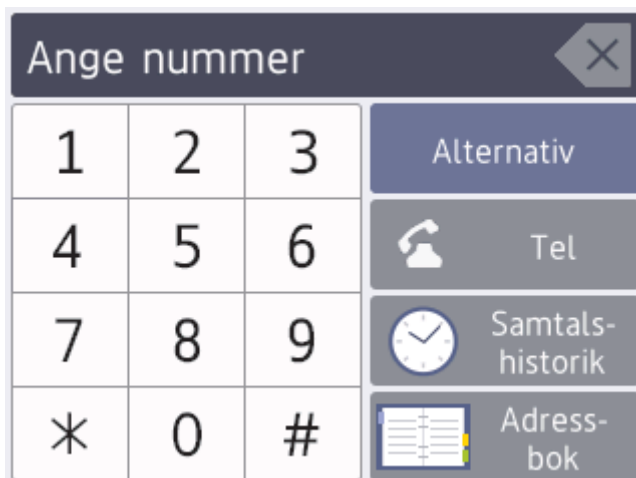 Ange nummer
1 2 3
Alternativ
4 5 6
Tel
7 8 9
Samtals-
historik
* 0 #
Adress-
bok